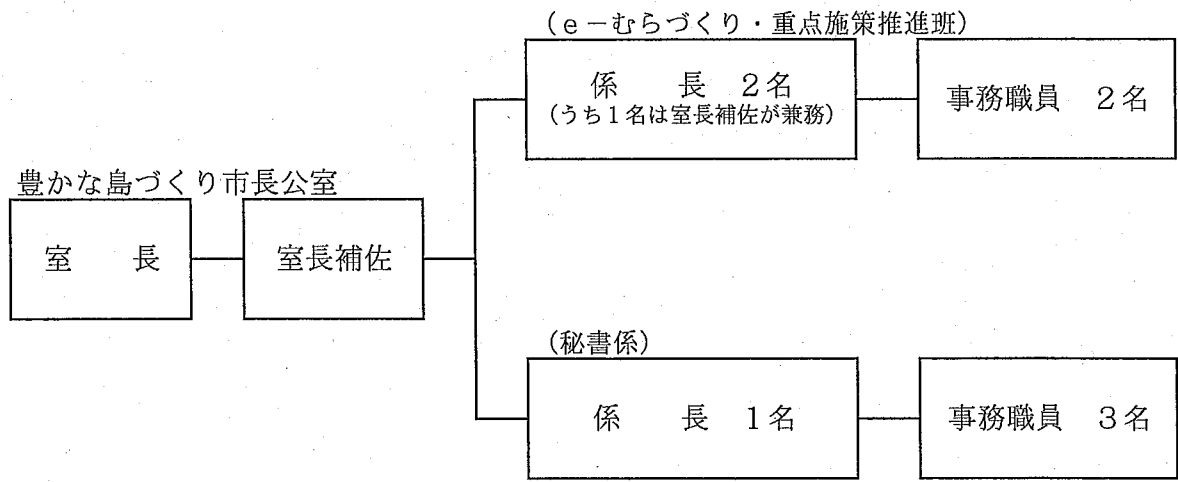 (e－むらづくり・重点施策推進班)
係　長　２名
(うち１名は室長補佐が兼務)
事務職員　２名
豊かな島づくり市長公室
室　長
室長補佐
(秘書係)
係　長　１名
事務職員　３名